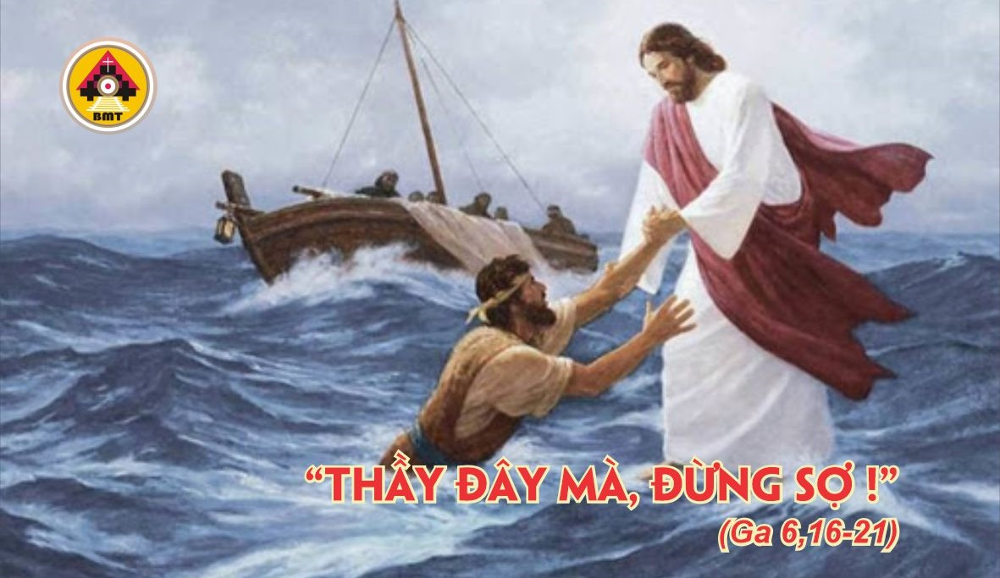 BMT
“THẦY ĐÂY MÀ, ĐỪNG SỢ !”
(Ga 6,16-21)